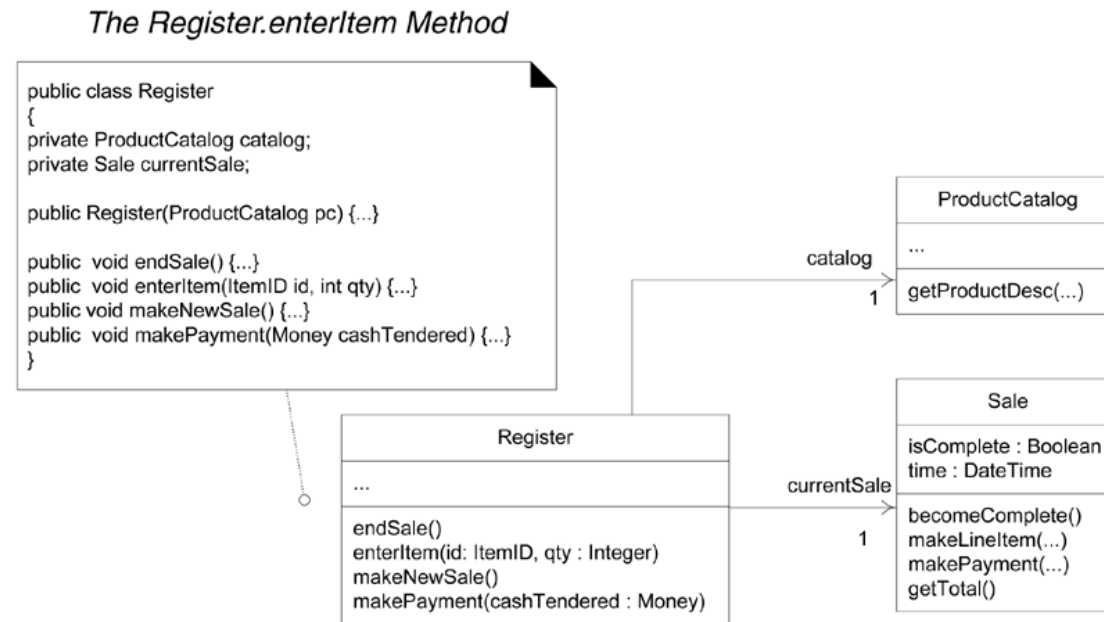 The Register.enterItem Method
public class Register
{
private ProductCatalog catalog;
private Sale currentSale;
public Register(ProductCatalog pc) {...}
public void endSale() {...}
public void enterItem(ItemID id, int qty) {...}
public void makeNewSale() {...}
public void makePayment(Money cashTendered) {...}
}
ProductCatalog
...
getProductDesc(...)
catalog
1
Register
...
endSale()
enterItem(id: ItemID, qty : Integer)
makeNewSale()
makePayment(cashTendered : Money)
currentSale
1
Sale
isComplete : Boolean
time : DateTime
becomeComplete()
makeLineItem(...)
makePayment(...)
getTotal()